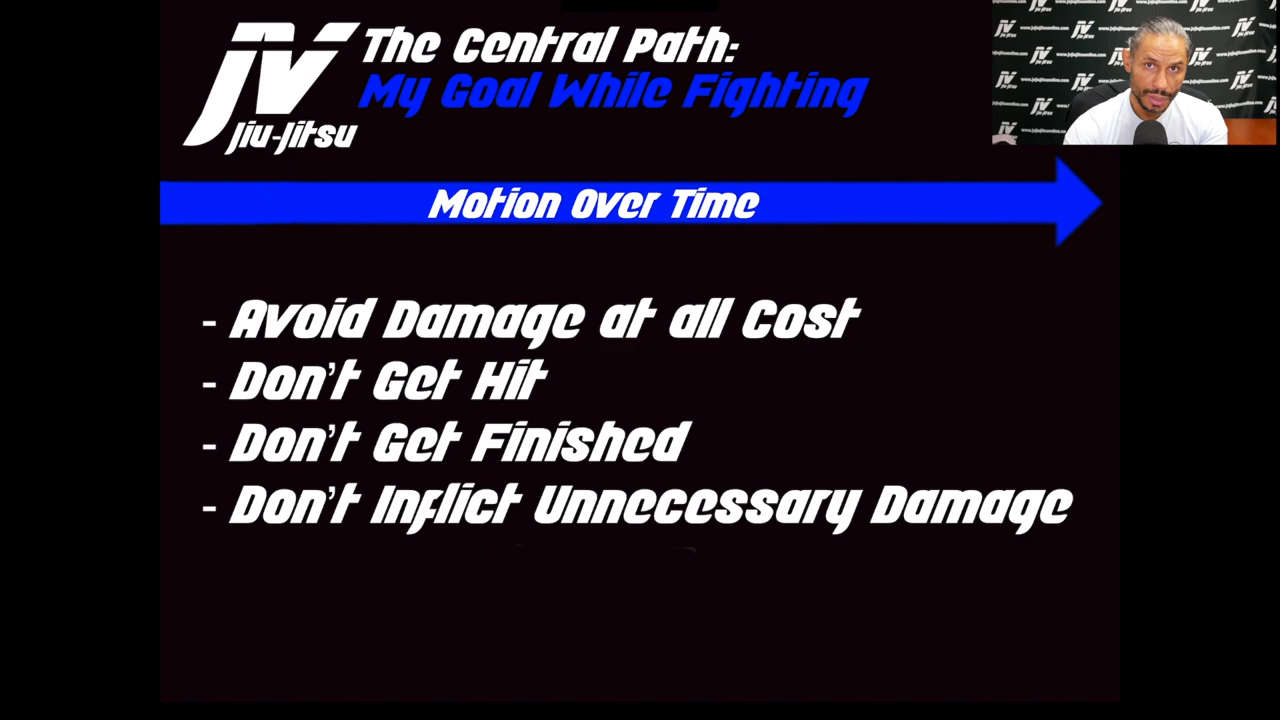 JV
Jiu-Jitsu
The Central Path:
My Goal While Fighting
Motion Over Time
- Avoid Damage at all Cost
- Don't Get Hit
- Don't Get Finished
- Don't Inflict Unnecessary Damage